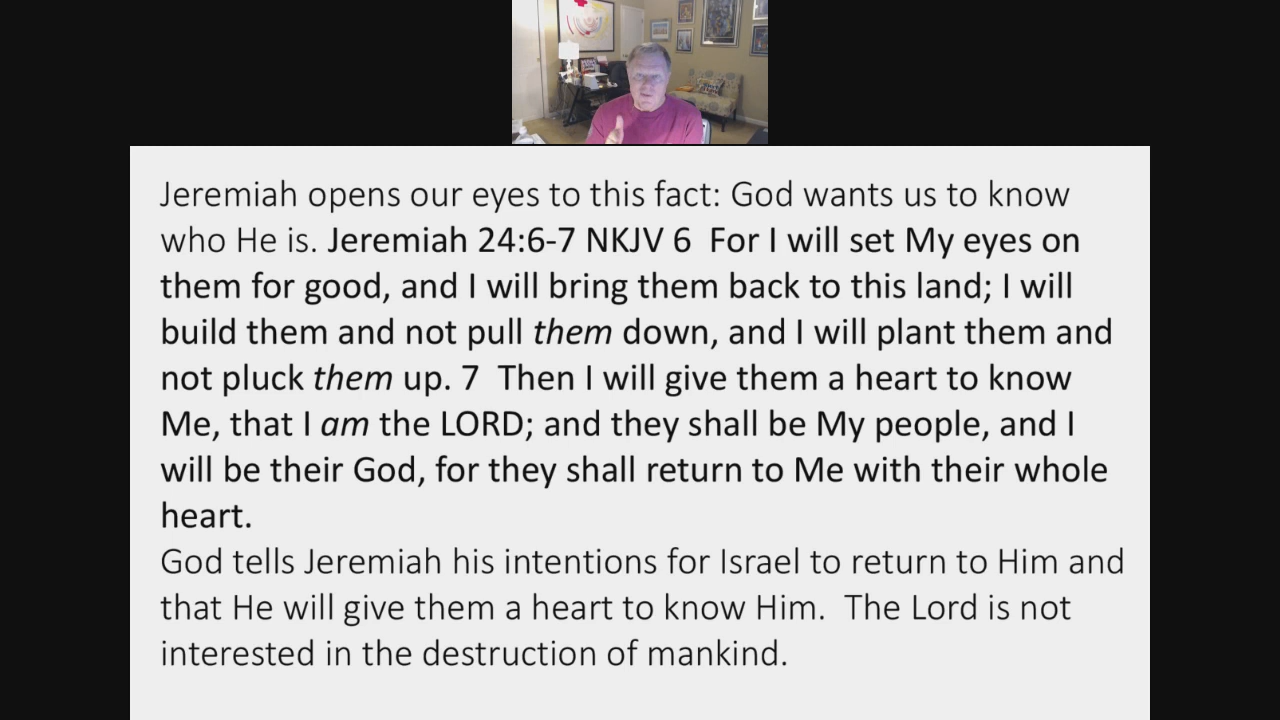 Jeremiah opens our eyes to this fact: God wants us to know
who He is. Jeremiah 24:6-7 NKJV 6  For I will set My eyes on
them for good, and I will bring them back to this land; I will
build them and not pull them down, and I will plant them and
not pluck them up. 7  Then I will give them a heart to know
Me, that I am the LORD; and they shall be My people, and I
will be their God, for they shall return to Me with their whole
heart.
God tells Jeremiah his intentions for Israel to return to Him and
that He will give them a heart to know Him.  The Lord is not
interested in the destruction of mankind.